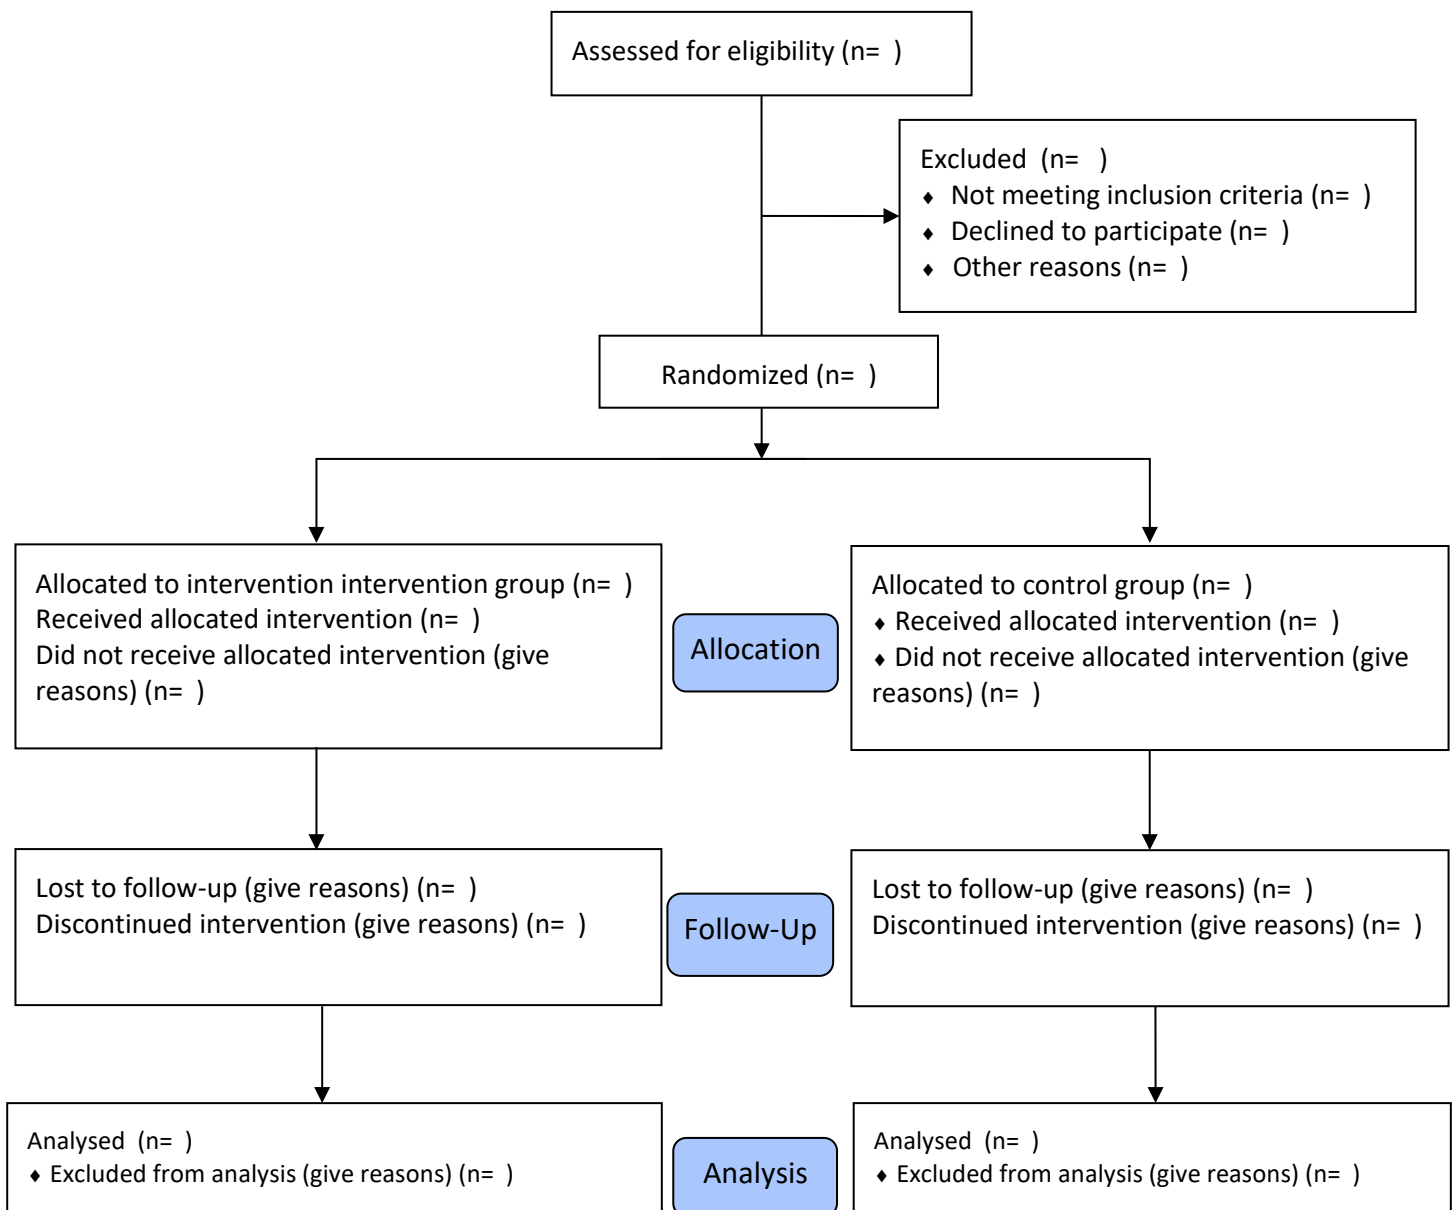 Assessed for eligibility (n=  )
Excluded  (n=   )
♦ Not meeting inclusion criteria (n=  )
♦ Declined to participate (n=  )
♦ Other reasons (n=  )
Randomized (n=  )
Allocated to intervention intervention group (n=  )
Received allocated intervention (n=  )
Did not receive allocated intervention (give
reasons) (n=  )
Allocation
Allocated to control group (n=  )
♦ Received allocated intervention (n=  )
♦ Did not receive allocated intervention (give
reasons) (n=  )
Lost to follow-up (give reasons) (n=  )
Discontinued intervention (give reasons) (n=  )
Follow-Up
Lost to follow-up (give reasons) (n=  )
Discontinued intervention (give reasons) (n=  )
Analysed  (n=  )
♦ Excluded from analysis (give reasons) (n=  )
Analysis
Analysed  (n=  )
♦ Excluded from analysis (give reasons) (n=  )